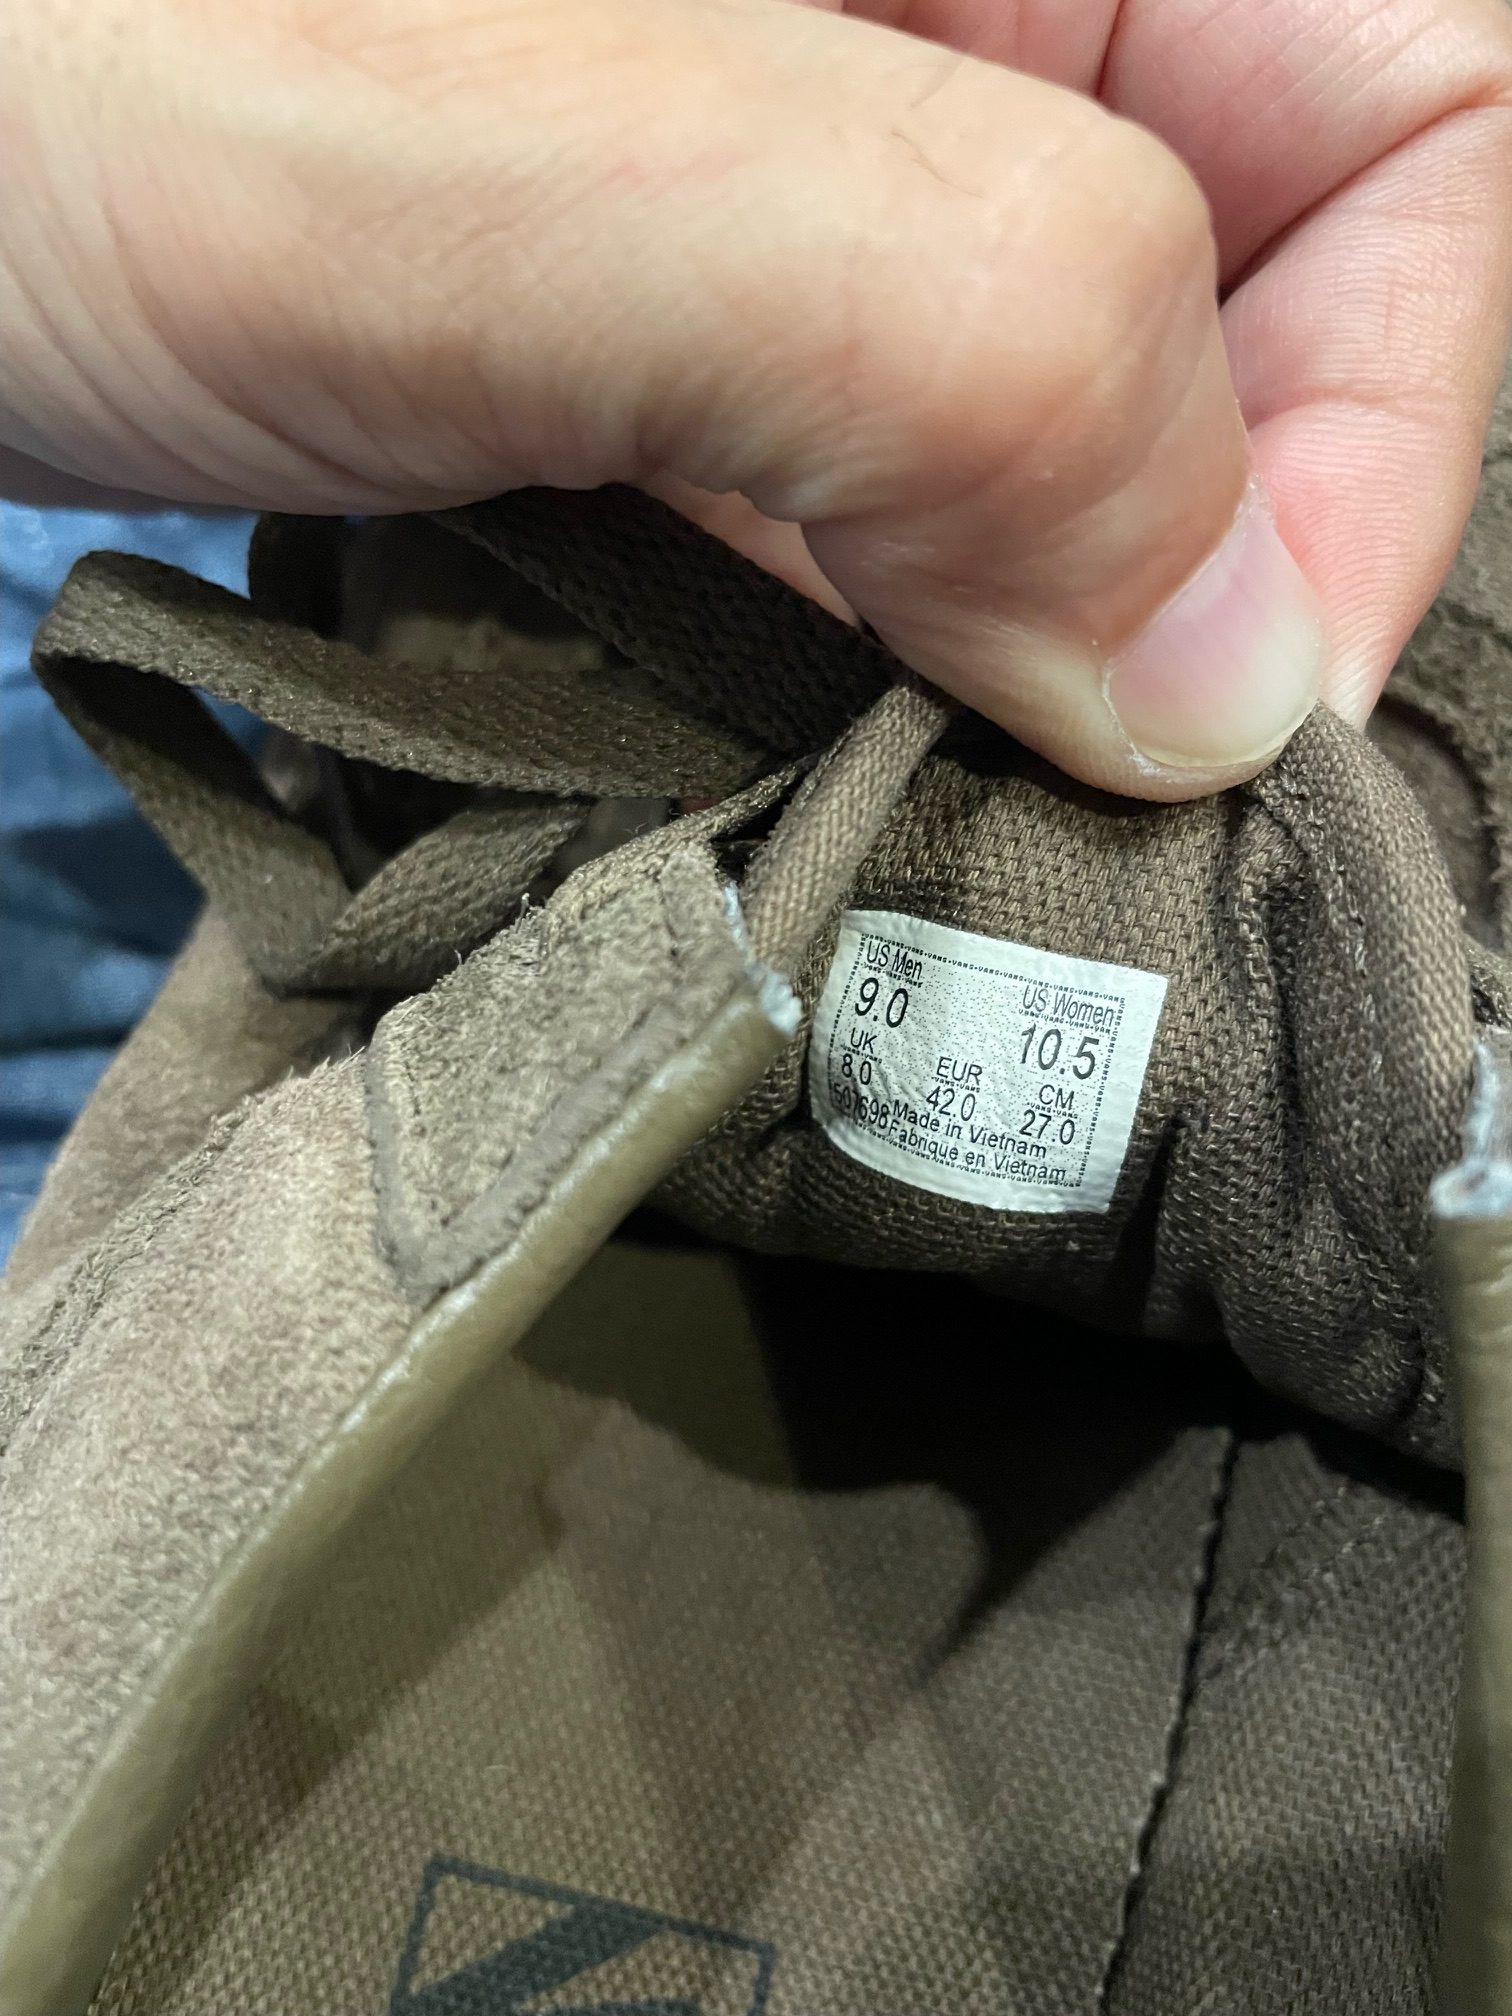 US Men
US Women
9.0
10.5
UK
EUR
CM
8.0
42.0
27.0
507698
Made in Vietnam
Fabrique en Vietnam